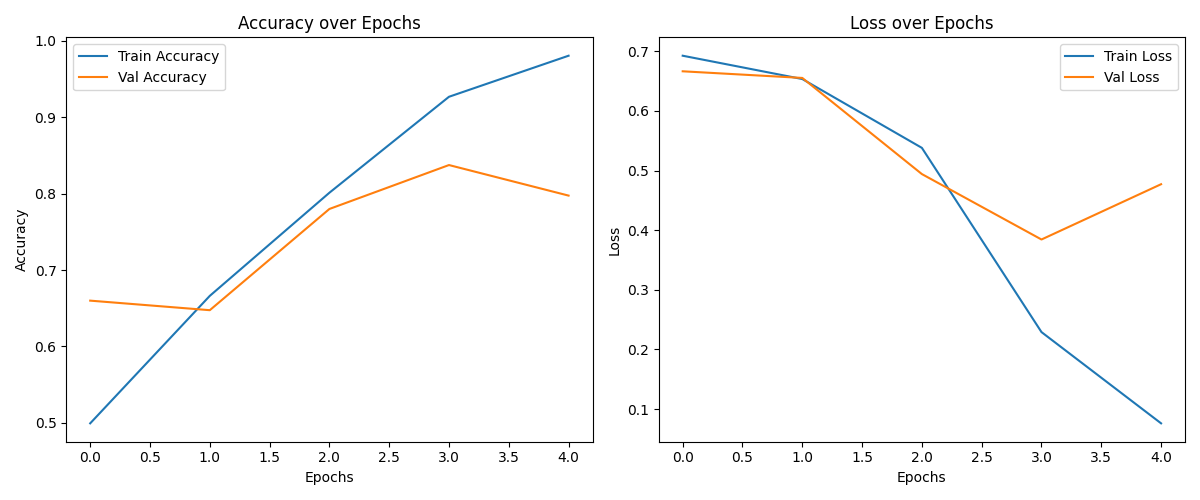 Accuracy over Epochs
Train Accuracy
Val Accuracy
1.0
0.9
0.8
0.7
0.6
0.5
Accuracy
0.0 0.5 1.0 1.5 2.0 2.5 3.0 3.5 4.0
Epochs
Loss over Epochs
Train Loss
Val Loss
0.7
0.6
0.5
0.4
0.3
0.2
0.1
Loss
0.0 0.5 1.0 1.5 2.0 2.5 3.0 3.5 4.0
Epochs